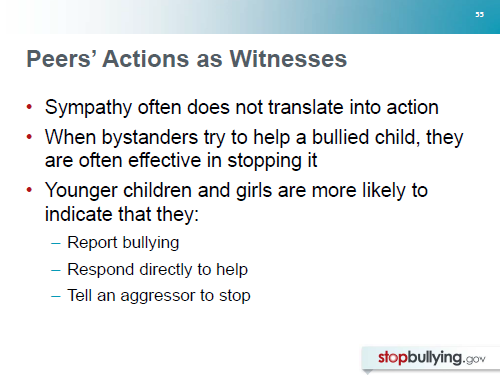 55
Peers’ Actions as Witnesses
• Sympathy often does not translate into action
• When bystanders try to help a bullied child, they
are often effective in stopping it
• Younger children and girls are more likely to
indicate that they:
– Report bullying
– Respond directly to help
– Tell an aggressor to stop
stopbullying.gov